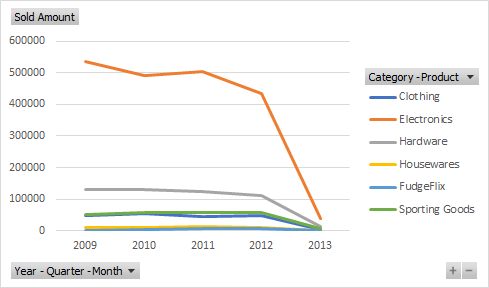 Sold Amount
600000
500000
400000
300000
200000
100000
0
2009 2010 2011 2012 2013
Category -Product
Clothing
Electronics
Hardware
Housewares
FudgeFlix
Sporting Goods
Year - Quarter -Month
+ −